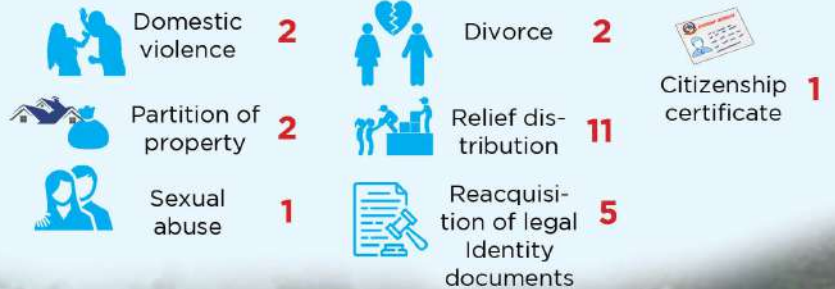 Domestic
violence
2
Divorce
2
Citizenship
certificate
1
Partition of
property
2
Relief dis-
tribution
11
Sexual
abuse
1
Reacquisi-
tion of legal
Identity
documents
5